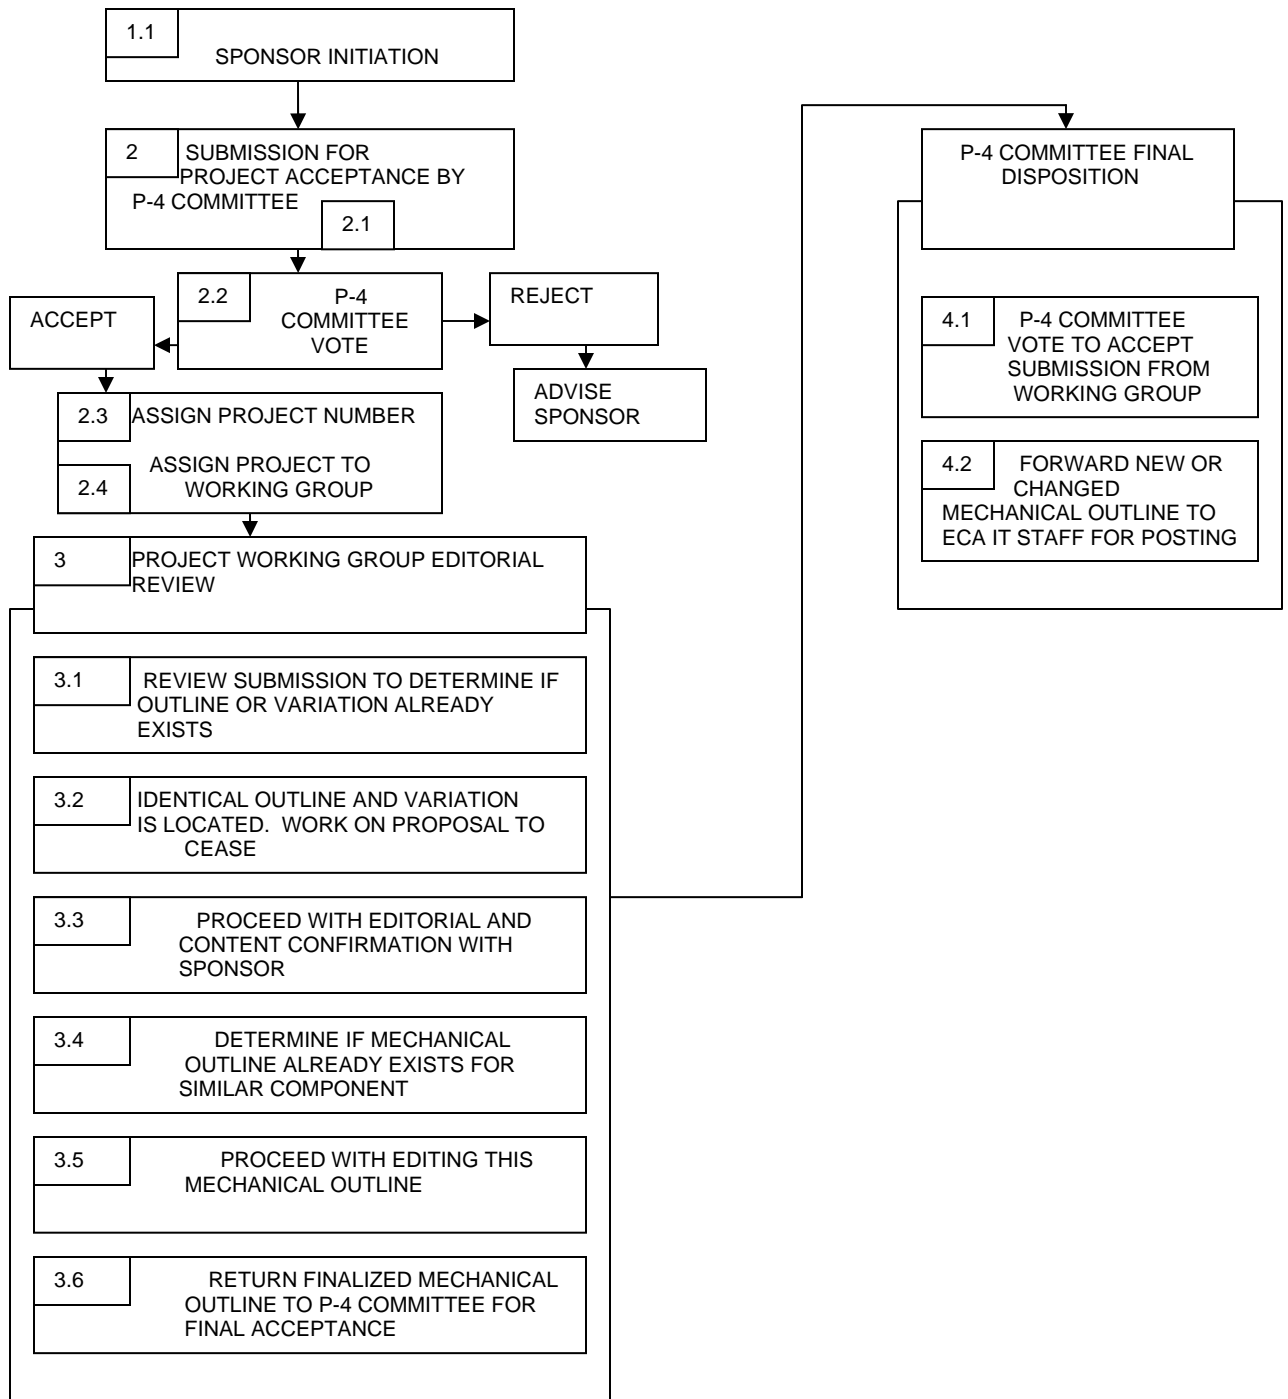 1.1
SPONSOR INITIATION
2 SUBMISSION FOR
PROJECT ACCEPTANCE BY
P-4 COMMITTEE
2.1
2.2 P-4
COMMITTEE
VOTE
REJECT
ACCEPT
ADVISE
SPONSOR
2.3 ASSIGN PROJECT NUMBER
ASSIGN PROJECT TO
2.4 WORKING GROUP
3 PROJECT WORKING GROUP EDITORIAL
REVIEW
3.1 REVIEW SUBMISSION TO DETERMINE IF
OUTLINE OR VARIATION ALREADY
EXISTS
3.2 IDENTICAL OUTLINE AND VARIATION
IS LOCATED. WORK ON PROPOSAL TO
CEASE
3.3 PROCEED WITH EDITORIAL AND
CONTENT CONFIRMATION WITH
SPONSOR
3.4 DETERMINE IF MECHANICAL
OUTLINE ALREADY EXISTS FOR
SIMILAR COMPONENT
3.5 PROCEED WITH EDITING THIS
MECHANICAL OUTLINE
3.6 RETURN FINALIZED MECHANICAL
OUTLINE TO P-4 COMMITTEE FOR
FINAL ACCEPTANCE
P-4 COMMITTEE FINAL
DISPOSITION
4.1 P-4 COMMITTEE
VOTE TO ACCEPT
SUBMISSION FROM
WORKING GROUP
4.2 FORWARD NEW OR
CHANGED
MECHANICAL OUTLINE TO
ECA IT STAFF FOR POSTING